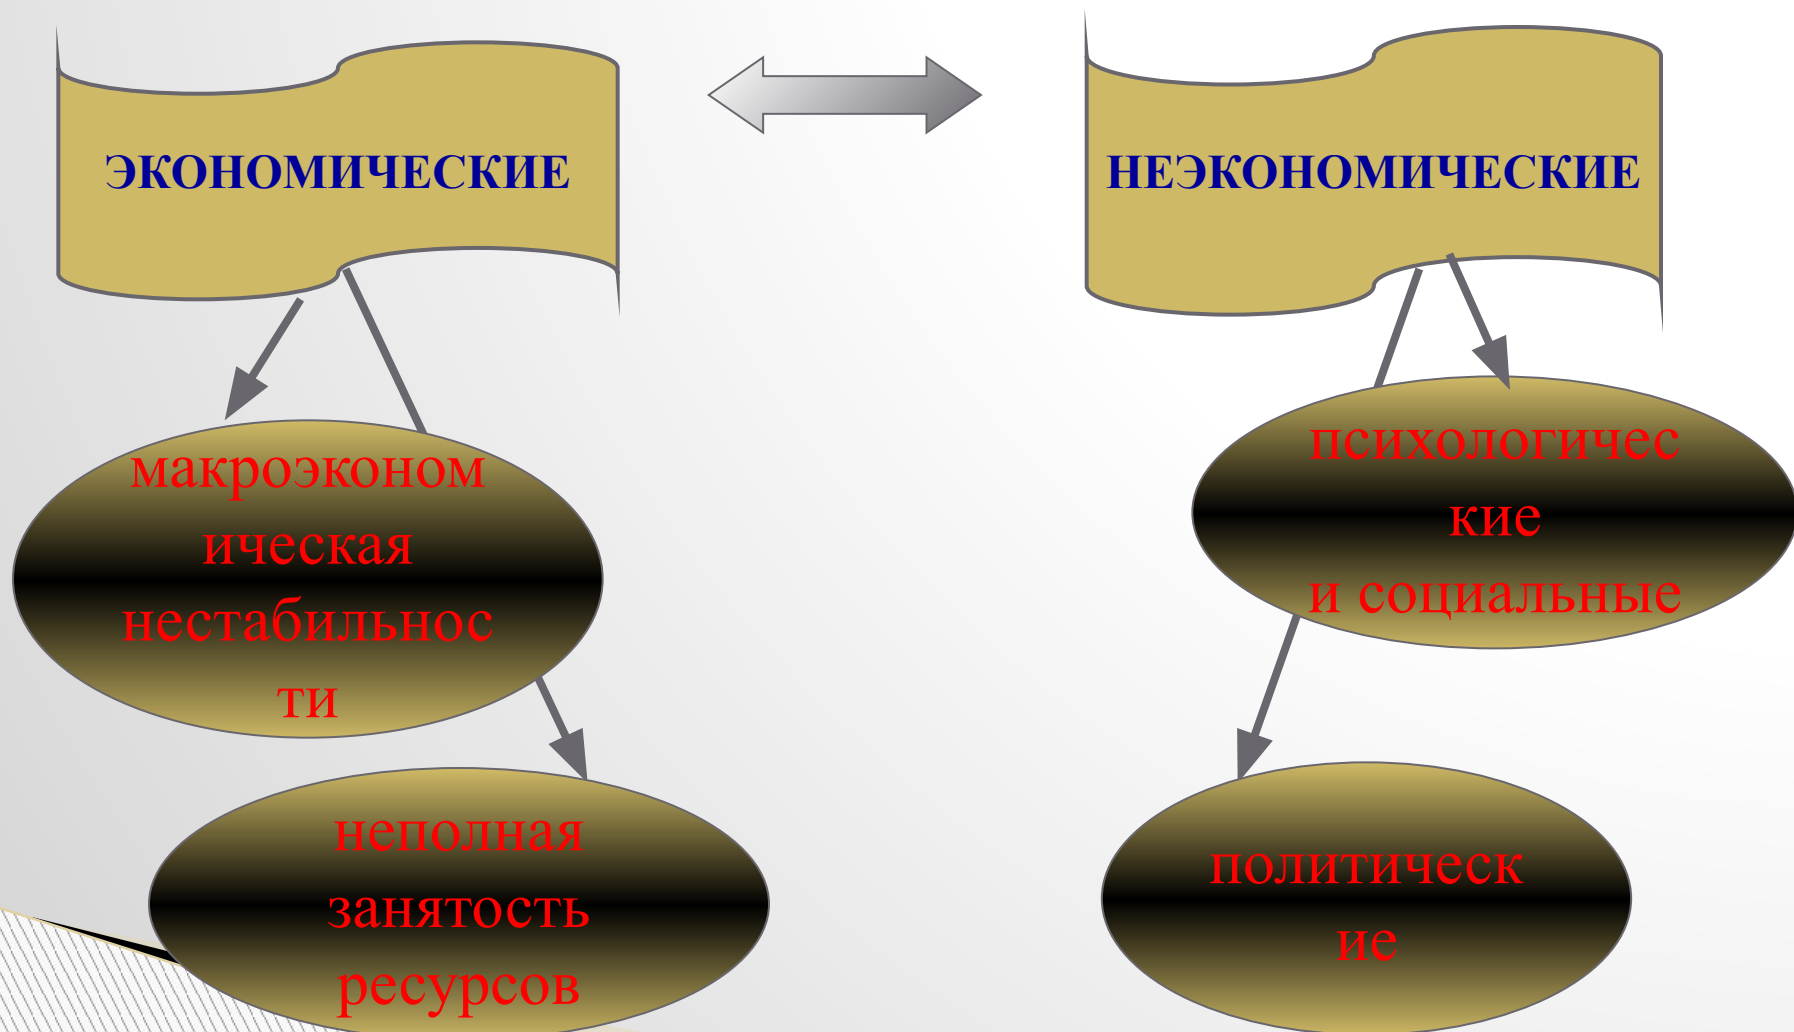 ЭКОНОМИЧЕСКИЕ
НЕЭКОНОМИЧЕСКИЕ
макроэконом
ическая
нестабильнос
ти
психологичес
кие
и социальные
неполная
занятость
ресурсов
политическ
ие